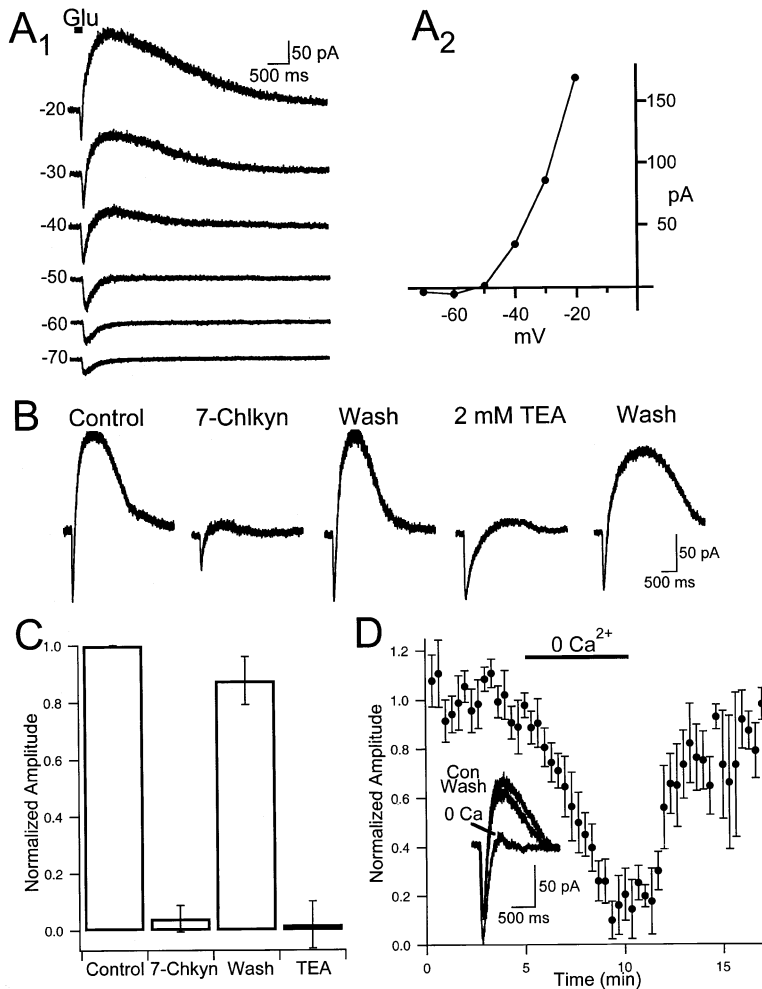 A1
Glu
50 pA
500 ms
-20
-30
-40
-50
-60
-70
A2
150
100
pA
50
-60 -40 -20
mV
B
Control 7-Chlkyn Wash 2 mM TEA Wash
50 pA
500 ms
C
1.0
0.8
0.6
0.4
0.2
0.0
Normalized Amplitude
Control 7-Chkyn Wash TEA
D
0 Ca2+
1.2
1.0
0.8
0.6
0.4
0.2
0.0
Normalized Amplitude
Con
Wash
0 Ca
50 pA
500 ms
0 5 10 15
Time (min)